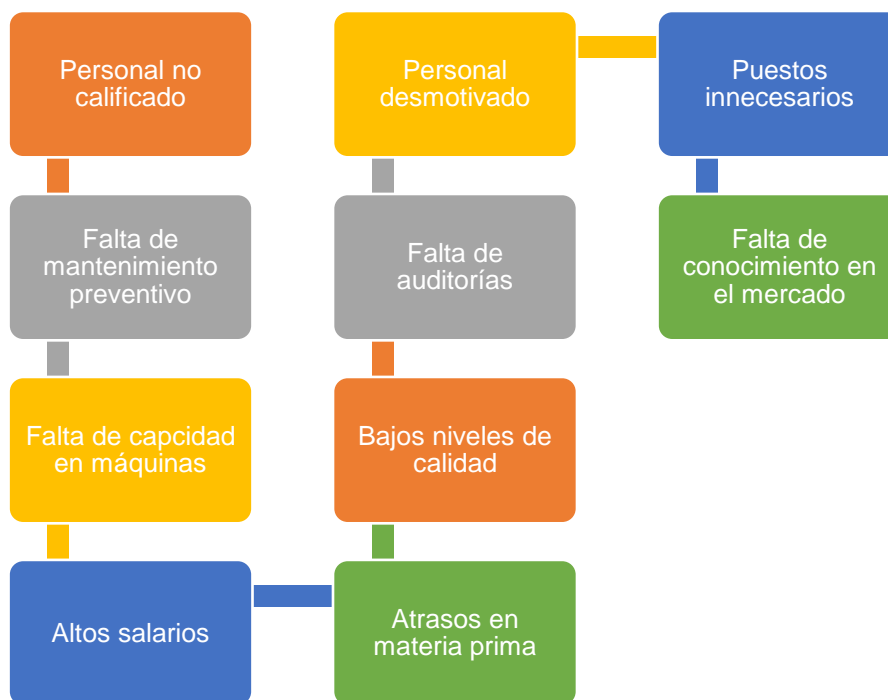 Personal no
calificado
Falta de
mantenimiento
preventivo
Falta de capcidad
en máquinas
Altos salarios
Atrasos en
materia prima
Bajos niveles de
calidad
Falta de
auditorías
Personal
desmotivado
Puestos
innecesarios
Falta de
conocimiento en
el mercado